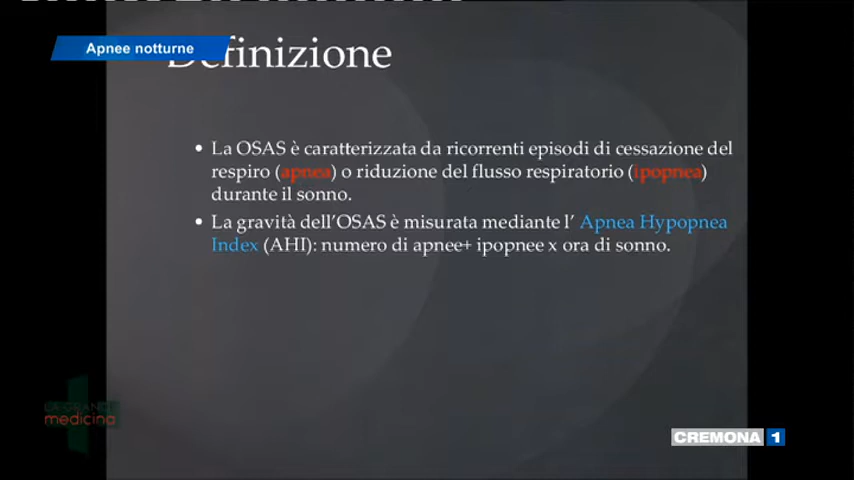 Apnee notturne
Definizione
• La OSAS è caratterizzata da ricorrenti episodi di cessazione del
respiro (apnea) o riduzione del flusso respiratorio (ipopnea)
durante il sonno.
• La gravità dell'OSAS è misurata mediante l' Apnea Hypopnea
Index (AHI): numero di apnee+ ipopnee x ora di sonno.
medicina
CREMONA 1